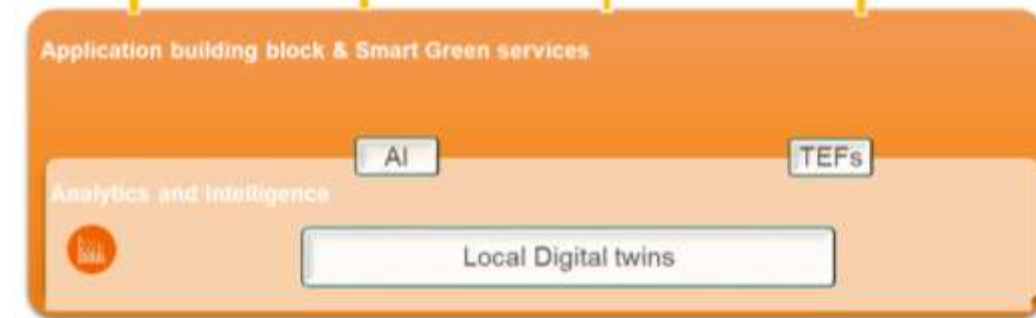 Application building block & Smart Green services
AI
TEFs
Analytics and Intelligence
Local Digital twins